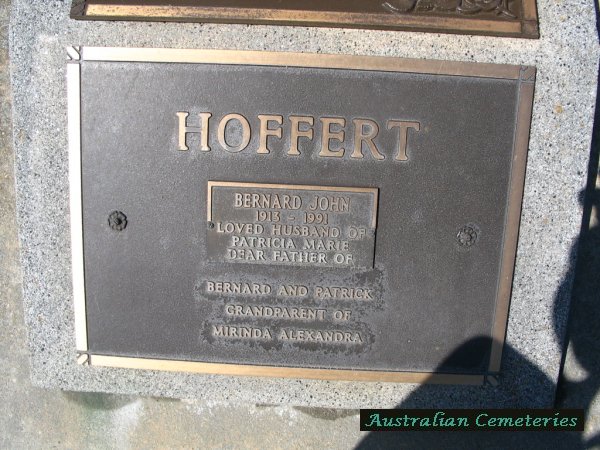 HOFFERT
BERNARD JOHN
1913 - 1991
LOVED HUSBAND OF
PATRICIA MARIE
DEAR FATHER OF
BERNARD AND PATRICK
GRANDPARENT OF
MIRINDA ALEXANDRA
Australian Cemeteries